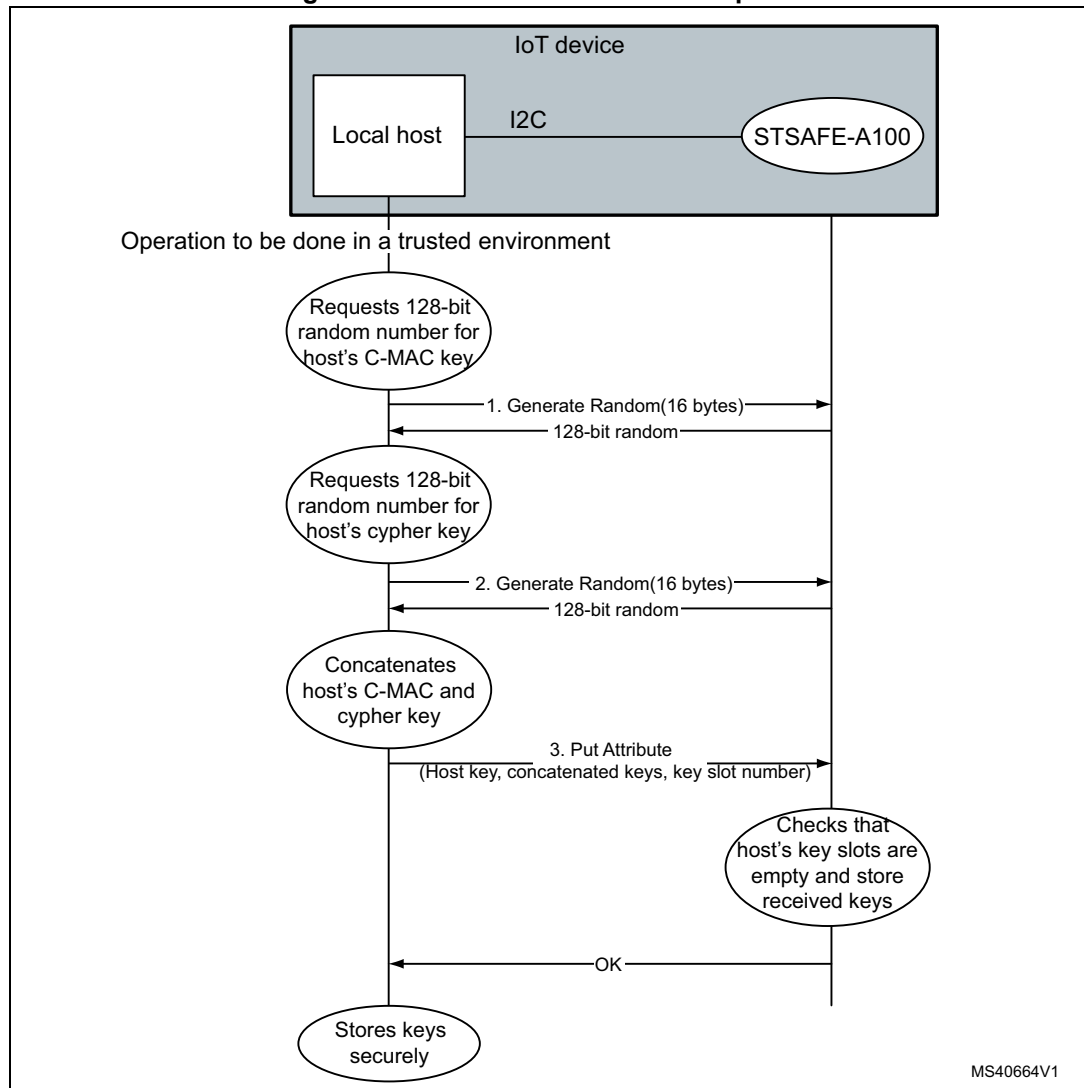 IoT device
Local host
I2C
STSAFE-A100
Operation to be done in a trusted environment
Requests 128-bit
random number for
host's C-MAC key
1. Generate Random(16 bytes)
128-bit random
Requests 128-bit
random number for
host's cypher key
2. Generate Random(16 bytes)
128-bit random
Concatenates
host's C-MAC and
cypher key
3. Put Attribute
(Host key, concatenated keys, key slot number)
Checks that
host's key slots are
empty and store
received keys
OK
Stores keys
securely
MS40664V1